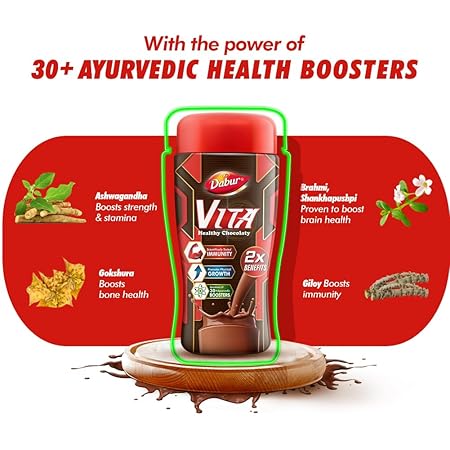 With the power of
30+ AYURVEDIC HEALTH BOOSTERS
Dabur
VITA
Healthy Chocolaty
IMMUNITY
GROWTH
30+
BOOSTERS
2x
BENEFITS
Ashwagandha
Boosts strength
& stamina
Gokshura
Boosts
bone health
Brahmi,
Shankhapushpi
Proven to boost
brain health
Giloy Boosts
immunity